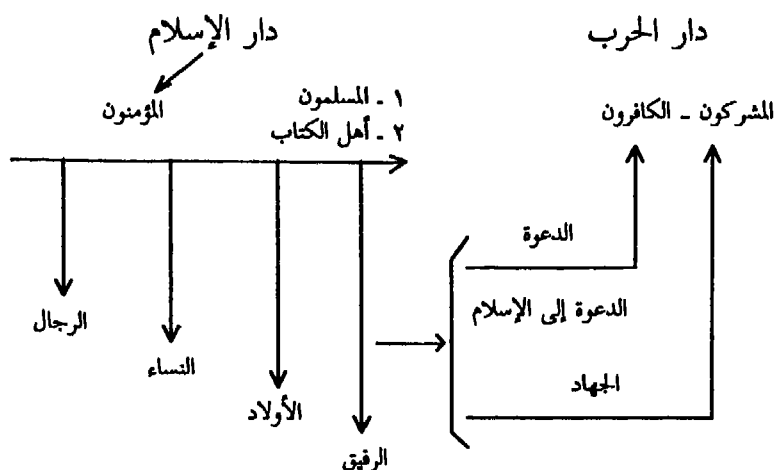 دار الإسلام
دار الحرب
المؤمنون
١ - المسلمون
٢ - أهل الكتاب
المشركون - الكافرون
الدعوة
الدعوة إلى الإسلام
الجهاد
الرجال
النساء
الأولاد
الرفيق